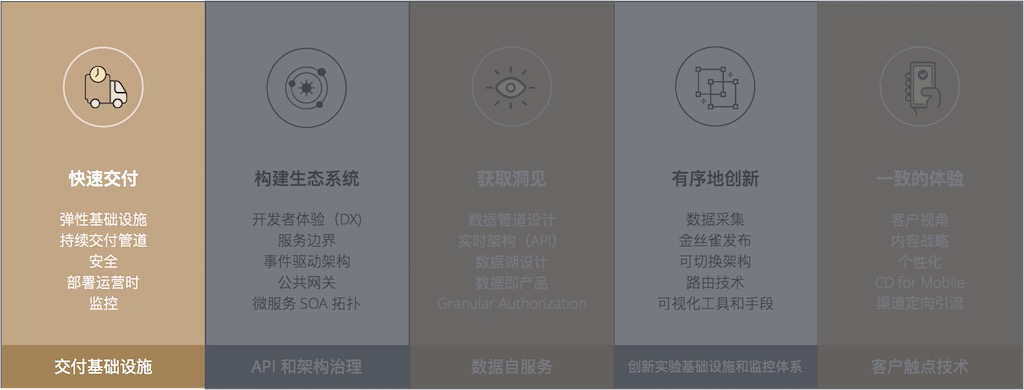 快速交付
弹性基础设施
持续交付管道
安全
部署运营时
监控
交付基础设施
构建生态系统
开发者体验（DX）
服务边界
事件驱动架构
公共网关
微服务 SOA 拓扑
API 和架构治理
获取洞见
数据管道设计
实时架构（API）
数据湖设计
数据即产品
Granular Authorization
数据自服务
有序地创新
数据采集
金丝雀发布
可切换架构
路由技术
可视化工具和手段
创新实验基础设施和监控体系
一致的体验
客户视角
内容战略
个性化
CD for Mobile
渠道定向引流
客户触点技术